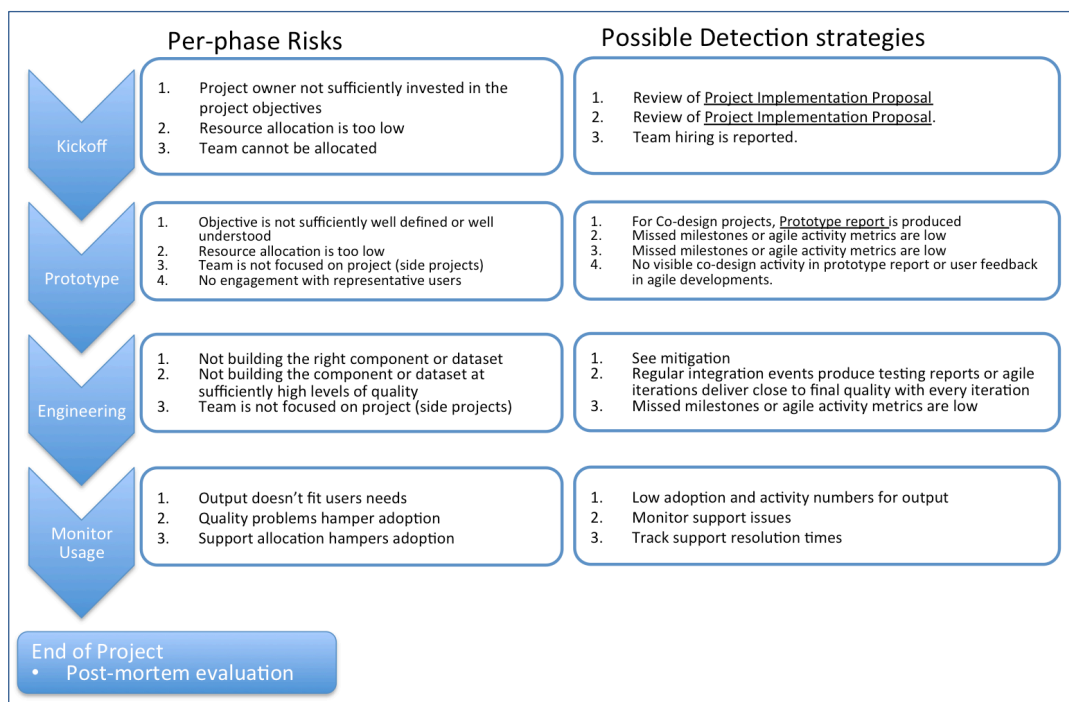 Per-phase Risks
Possible Detection strategies
Kickoff
1. Project owner not sufficiently invested in the
project objectives
2. Resource allocation is too low
3. Team cannot be allocated
1. Review of Project Implementation Proposal
2. Review of Project Implementation Proposal.
3. Team hiring is reported.
Prototype
1. Objective is not sufficiently well defined or well
understood
2. Resource allocation is too low
3. Team is not focused on project (side projects)
4. No engagement with representative users
1. For Co-design projects, Prototype report is produced
2. Missed milestones or agile activity metrics are low
3. Missed milestones or agile activity metrics are low
4. No visible co-design activity in prototype report or user feedback
in agile developments.
Engineering
1. Not building the right component or dataset
2. Not building the component or dataset at
sufficiently high levels of quality
3. Team is not focused on project (side projects)
1. See mitigation
2. Regular integration events produce testing reports or agile
iterations deliver close to final quality with every iteration
3. Missed milestones or agile activity metrics are low
Monitor
Usage
1. Output doesn't fit users needs
2. Quality problems hamper adoption
3. Support allocation hampers adoption
1. Low adoption and activity numbers for output
2. Monitor support issues
3. Track support resolution times
End of Project
• Post-mortem evaluation